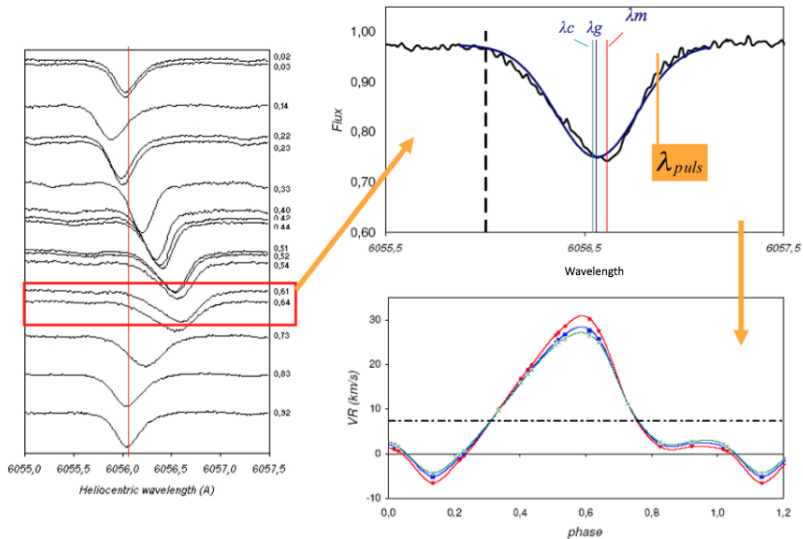 0,02
0,03
0,14
0,22
0,23
0,33
0,40
0,42
0,44
0,51
0,52
0,54
0,61
0,64
0,73
0,83
0,92
6055,0 6055,5 6056,0 6056,5 6057,0 6057,5
Heliocentric wavelength (A)
λc λg λm
1,00
0,90
0,80
0,70
0,60
Flux
λpuls
6055,5 6056,5 6057,5
Wavelength
30
20
10
0
-10
VR (km/s)
0,0 0,2 0,4 0,6 0,8 1,0 1,2
phase